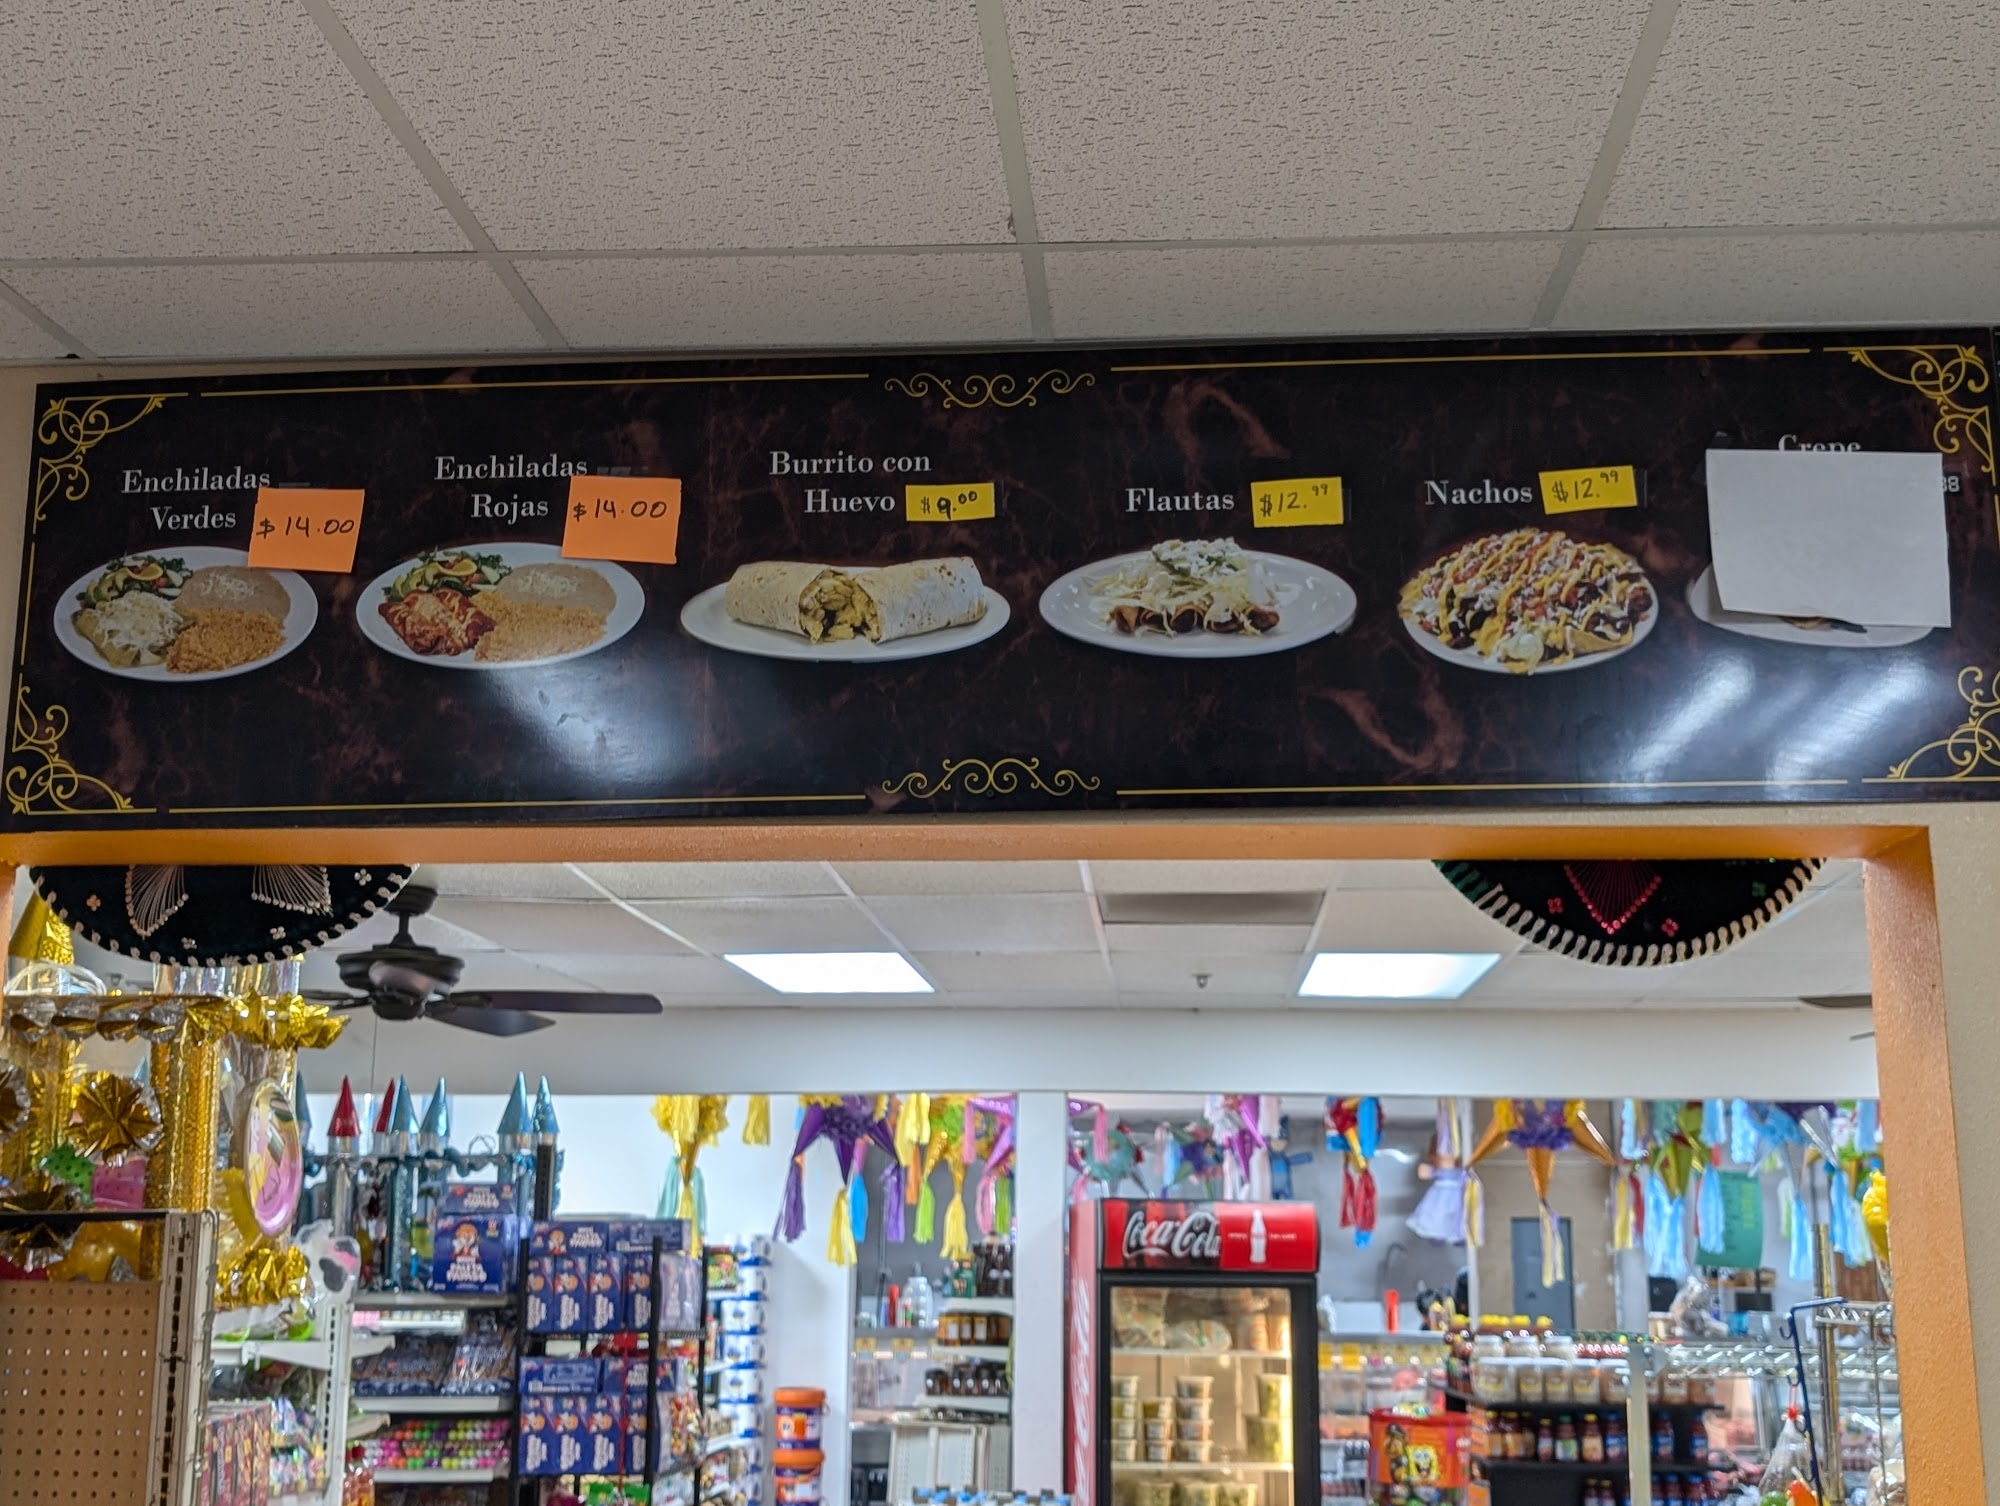 Enchiladas
Verdes $14.00
Enchiladas
Rojas $14.00
Burrito con
Huevo $9.00
Flautas $12.99
Nachos $12.99
Crepe
88
Coca-Cola